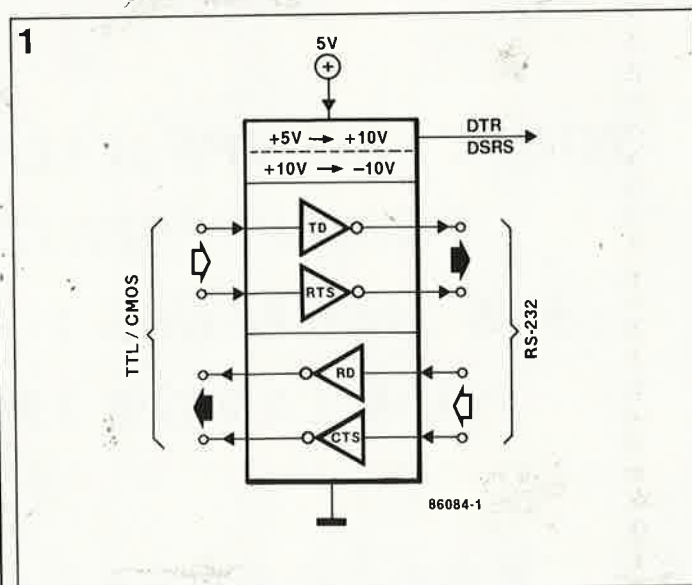 1
5V
+
+5V → +10V
+10V → -10V
DTR
DSRS
TD
RTS
RD
CTS
TTL / CMOS
RS-232
86084-1